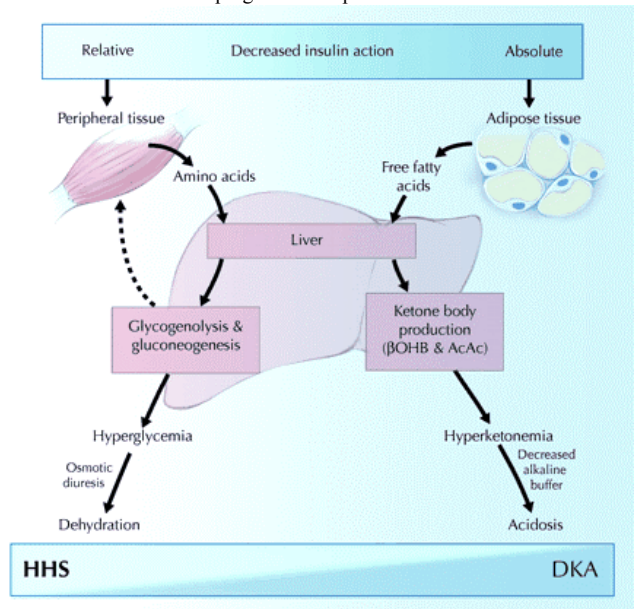 Relative Decreased insulin action Absolute
Peripheral tissue
Adipose tissue
Amino acids
Free fatty
acids
Liver
Glycogenolysis &
gluconeogenesis
Ketone body
production
(βOHB & AcAc)
Hyperglycemia
Hyperketonemia
Osmotic
diuresis
Decreased
alkaline
buffer
Dehydration
Acidosis
HHS DKA